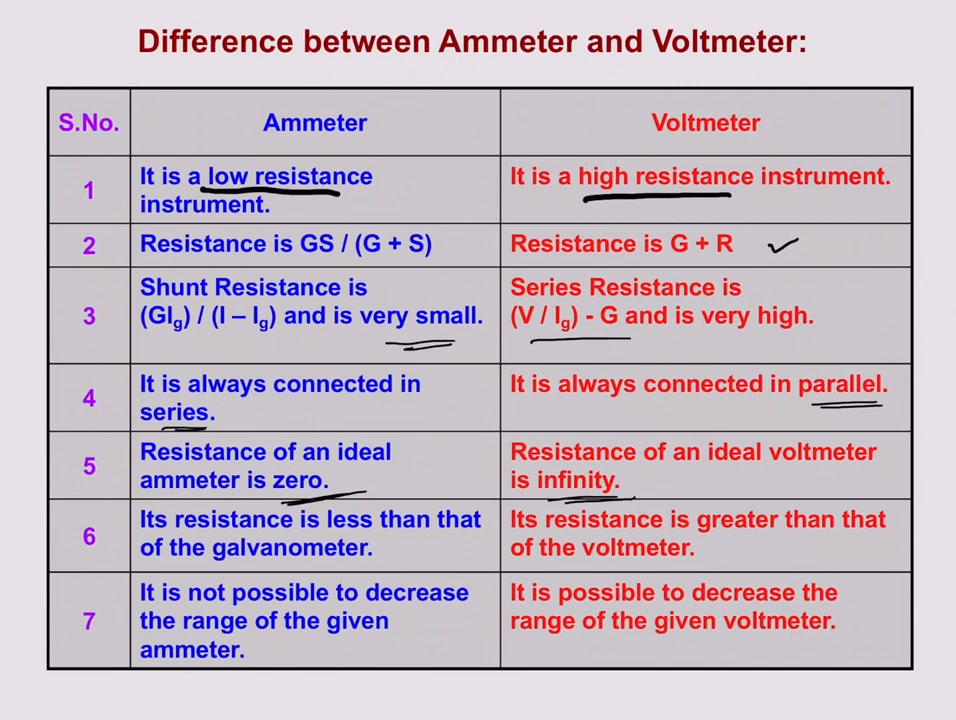 Difference between Ammeter and Voltmeter:
S.No. Ammeter Voltmeter
1
It is a low resistance
instrument.
It is a high resistance instrument.
2 Resistance is GS / (G + S) Resistance is G + R
3
Shunt Resistance is
(GIg) / (I – Ig) and is very small.
Series Resistance is
(V / Ig) - G and is very high.
4
It is always connected in
series.
It is always connected in parallel.
5
Resistance of an ideal
ammeter is zero.
Resistance of an ideal voltmeter
is infinity.
6
Its resistance is less than that
of the galvanometer.
Its resistance is greater than that
of the voltmeter.
7
It is not possible to decrease
the range of the given
ammeter.
It is possible to decrease the
range of the given voltmeter.